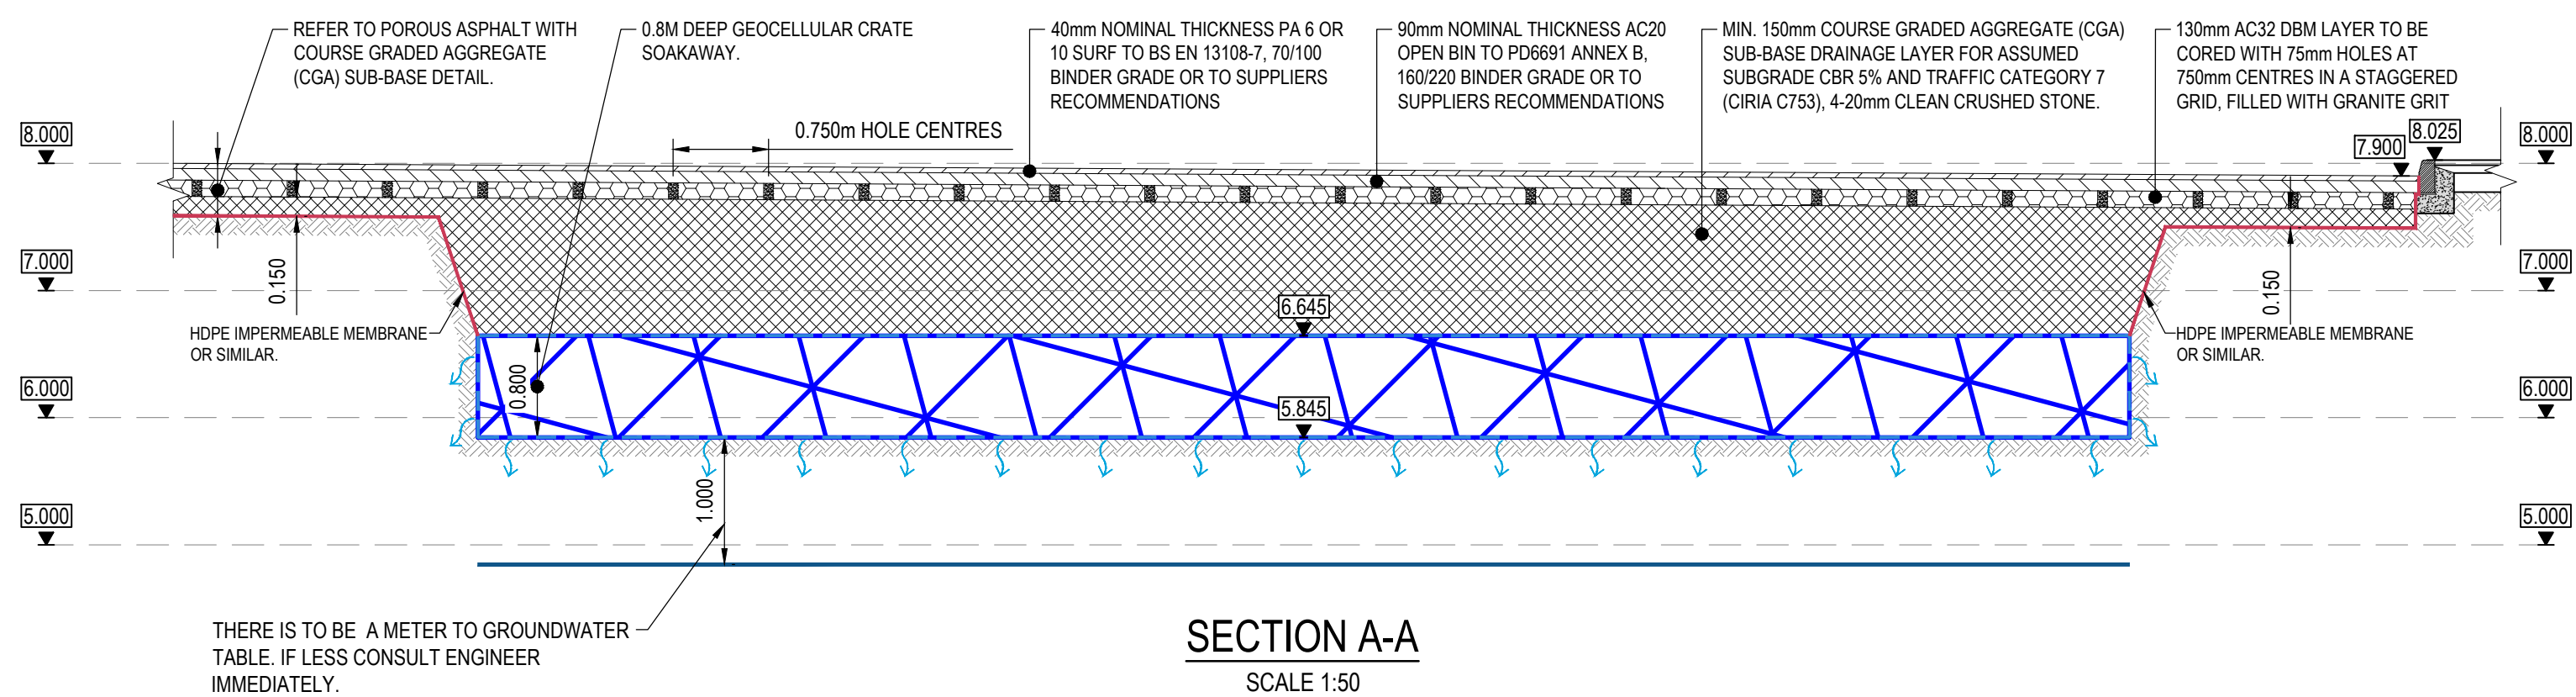 REFER TO POROUS ASPHALT WITH
COURSE GRADED AGGREGATE
(CGA) SUB-BASE DETAIL.
0.8M DEEP GEOCELLULAR CRATE
SOAKAWAY.
40mm NOMINAL THICKNESS PA 6 OR
10 SURF TO BS EN 13108-7, 70/100
BINDER GRADE OR TO SUPPLIERS
RECOMMENDATIONS
90mm NOMINAL THICKNESS AC20
OPEN BIN TO PD6691 ANNEX B,
160/220 BINDER GRADE OR TO
SUPPLIERS RECOMMENDATIONS
MIN. 150mm COURSE GRADED AGGREGATE (CGA)
SUB-BASE DRAINAGE LAYER FOR ASSUMED
SUBGRADE CBR 5% AND TRAFFIC CATEGORY 7
(CIRIA C753), 4-20mm CLEAN CRUSHED STONE.
130mm AC32 DBM LAYER TO BE
CORED WITH 75mm HOLES AT
750mm CENTRES IN A STAGGERED
GRID, FILLED WITH GRANITE GRIT
8.000
0.750m HOLE CENTRES
7.900
8.025
8.000
7.000
0.150
7.000
0.150
6.645
HDPE IMPERMEABLE MEMBRANE
OR SIMILAR.
HDPE IMPERMEABLE MEMBRANE
OR SIMILAR.
6.000
0.800
5.845
6.000
5.000
1.000
5.000
THERE IS TO BE A METER TO GROUNDWATER
TABLE. IF LESS CONSULT ENGINEER
IMMEDIATELY.
SECTION A-A
SCALE 1:50